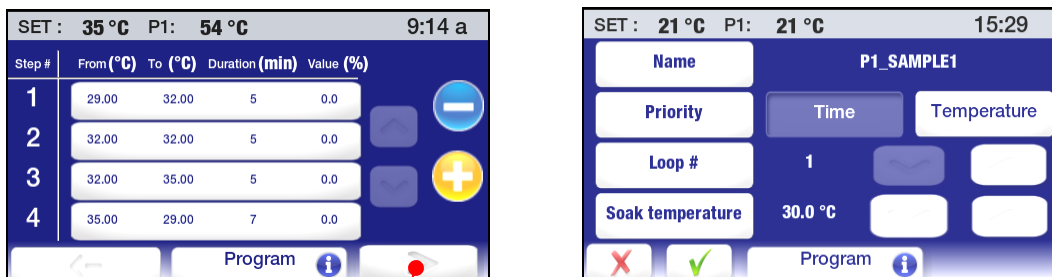 SET : 35 °C P1: 54 °C 9:14 a
Step # From (°C) To (°C) Duration (min) Value (%)
1 29.00 32.00 5 0.0
2 32.00 32.00 5 0.0
3 32.00 35.00 5 0.0
4 35.00 29.00 7 0.0
Program i
SET : 21 °C P1: 21 °C 15:29
Name P1_SAMPLE1
Priority Time Temperature
Loop # 1
Soak temperature 30.0 °C
Program i